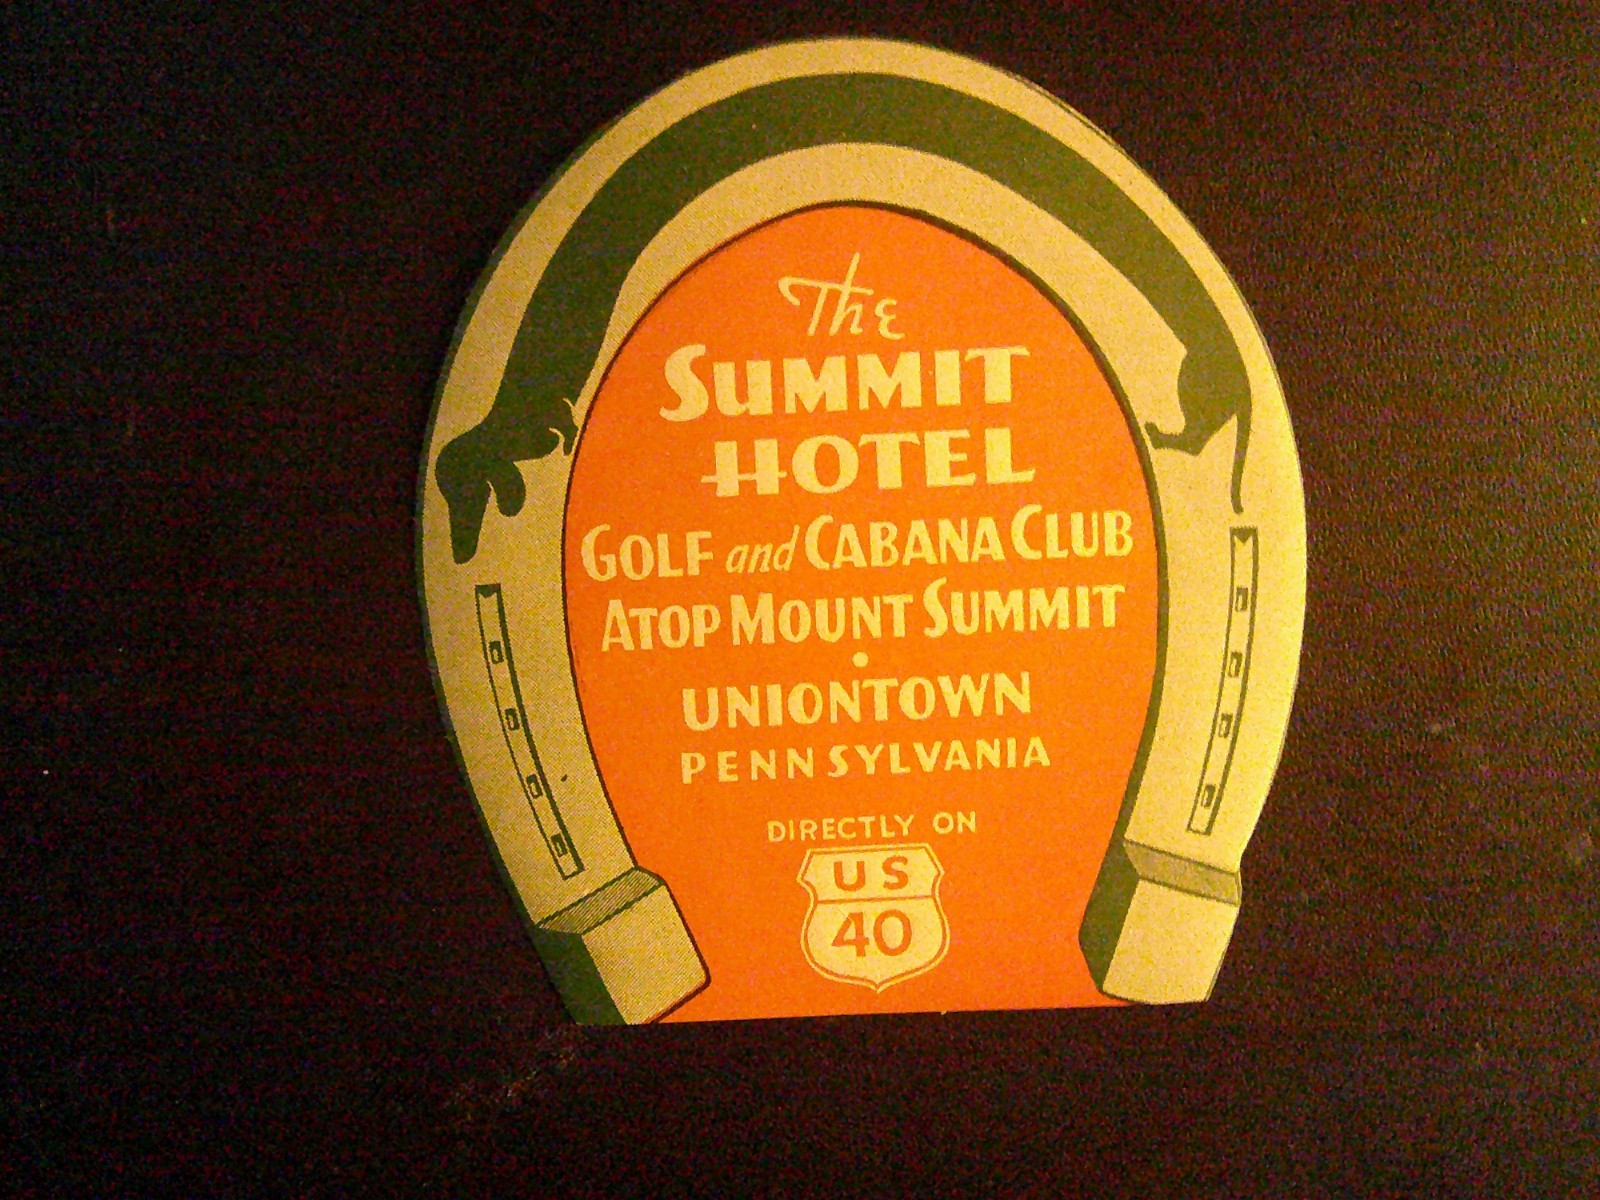 The
SUMMIT
HOTEL
GOLF and CABANA CLUB
ATOP MOUNT SUMMIT
•
UNIONTOWN
PENNSYLVANIA
DIRECTLY ON
US
40